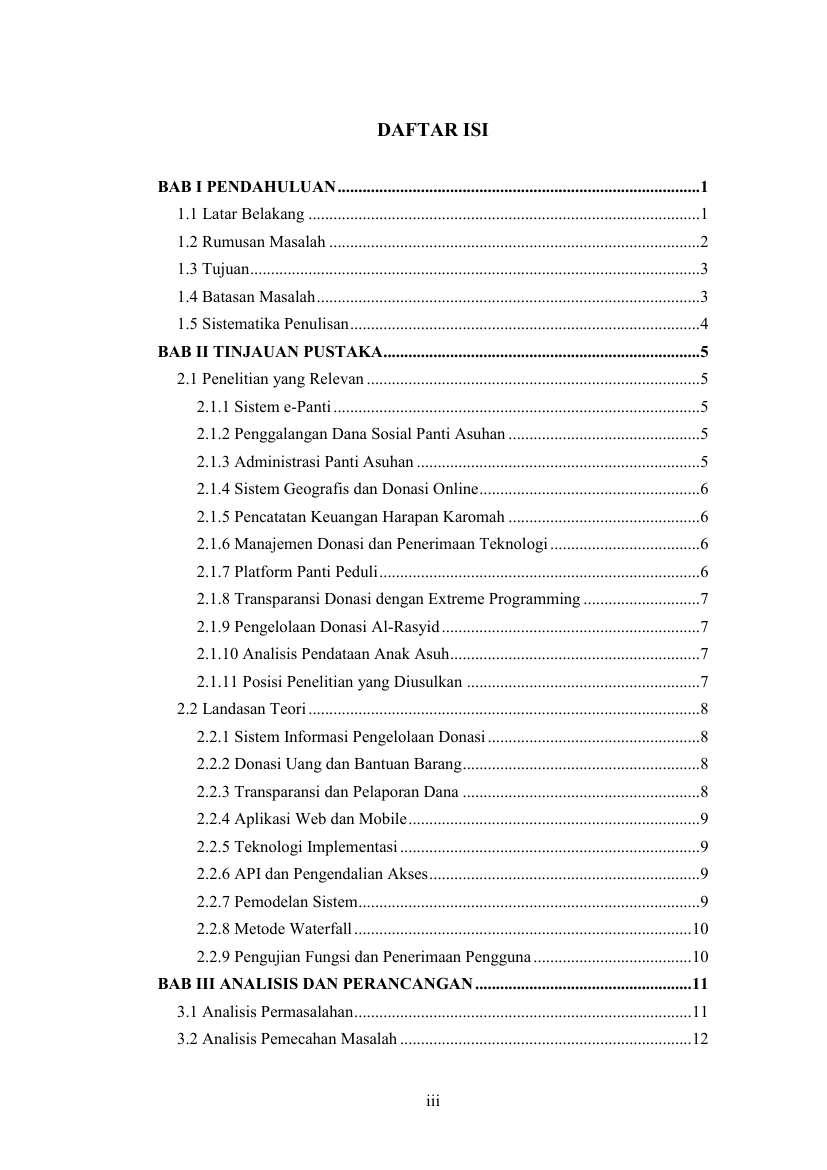 DAFTAR ISI
BAB I PENDAHULUAN.......................................................................................1
1.1 Latar Belakang ..............................................................................................1
1.2 Rumusan Masalah .........................................................................................2
1.3 Tujuan............................................................................................................3
1.4 Batasan Masalah............................................................................................3
1.5 Sistematika Penulisan....................................................................................4
BAB II TINJAUAN PUSTAKA............................................................................5
2.1 Penelitian yang Relevan ................................................................................5
2.1.1 Sistem e-Panti ........................................................................................5
2.1.2 Penggalangan Dana Sosial Panti Asuhan ..............................................5
2.1.3 Administrasi Panti Asuhan ....................................................................5
2.1.4 Sistem Geografis dan Donasi Online.....................................................6
2.1.5 Pencatatan Keuangan Harapan Karomah ..............................................6
2.1.6 Manajemen Donasi dan Penerimaan Teknologi ....................................6
2.1.7 Platform Panti Peduli.............................................................................6
2.1.8 Transparansi Donasi dengan Extreme Programming ............................7
2.1.9 Pengelolaan Donasi Al-Rasyid ..............................................................7
2.1.10 Analisis Pendataan Anak Asuh............................................................7
2.1.11 Posisi Penelitian yang Diusulkan ........................................................7
2.2 Landasan Teori ..............................................................................................8
2.2.1 Sistem Informasi Pengelolaan Donasi ...................................................8
2.2.2 Donasi Uang dan Bantuan Barang.........................................................8
2.2.3 Transparansi dan Pelaporan Dana .........................................................8
2.2.4 Aplikasi Web dan Mobile......................................................................9
2.2.5 Teknologi Implementasi ........................................................................9
2.2.6 API dan Pengendalian Akses.................................................................9
2.2.7 Pemodelan Sistem..................................................................................9
2.2.8 Metode Waterfall .................................................................................10
2.2.9 Pengujian Fungsi dan Penerimaan Pengguna ......................................10
BAB III ANALISIS DAN PERANCANGAN ....................................................11
3.1 Analisis Permasalahan.................................................................................11
3.2 Analisis Pemecahan Masalah ......................................................................12
iii